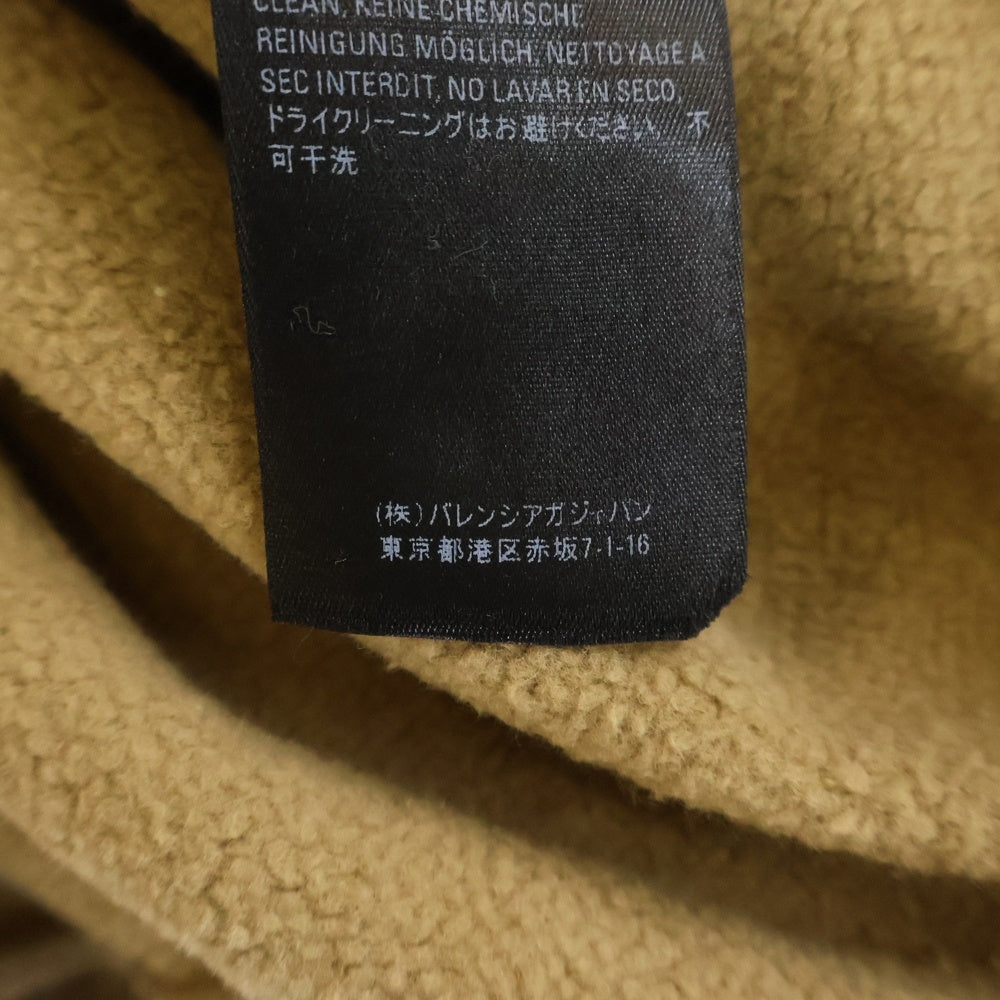 CLEAN, KEINE CHEMISCHE
REINIGUNG MÖGLICH, NETTOYAGE A
SEC INTERDIT, NO LAVAR EN SECO,
ドライクリーニングはお避けください。 不
可干洗
(株)バレンシアガジャパン
東京都港区赤坂7-1-16